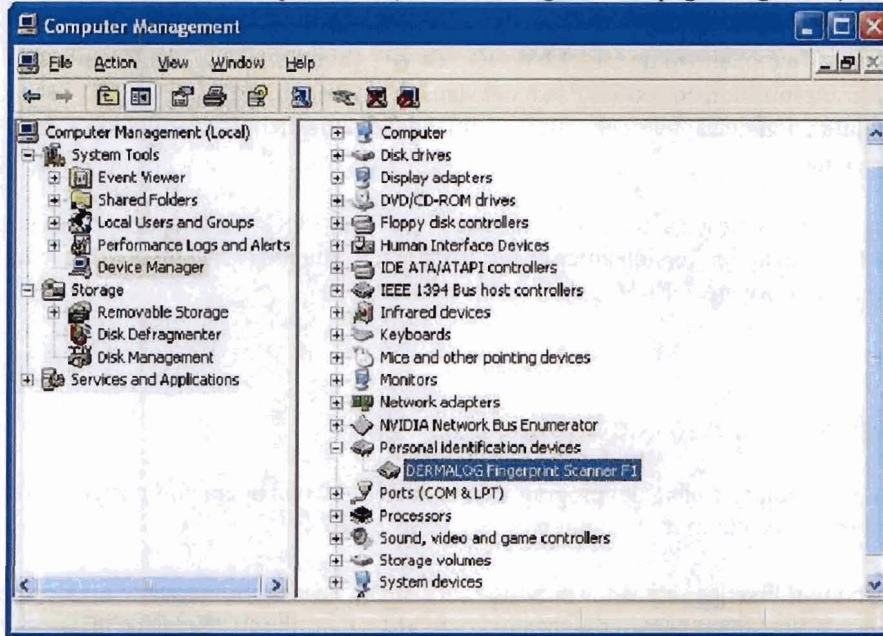 Computer Management
File Action View Window Help
Computer Management (Local)
System Tools
Event Viewer
Shared Folders
Local Users and Groups
Performance Logs and Alerts
Device Manager
Storage
Removable Storage
Disk Defragmenter
Disk Management
Services and Applications
Computer
Disk drives
Display adapters
DVD/CD-ROM drives
Floppy disk controllers
Human Interface Devices
IDE ATA/ATAPI controllers
IEEE 1394 Bus host controllers
Infrared devices
Keyboards
Mice and other pointing devices
Monitors
Network adapters
NVIDIA Network Bus Enumerator
Personal identification devices
DERMALOG Fingerprint Scanner F1
Ports (COM & LPT)
Processors
Sound, video and game controllers
Storage volumes
System devices